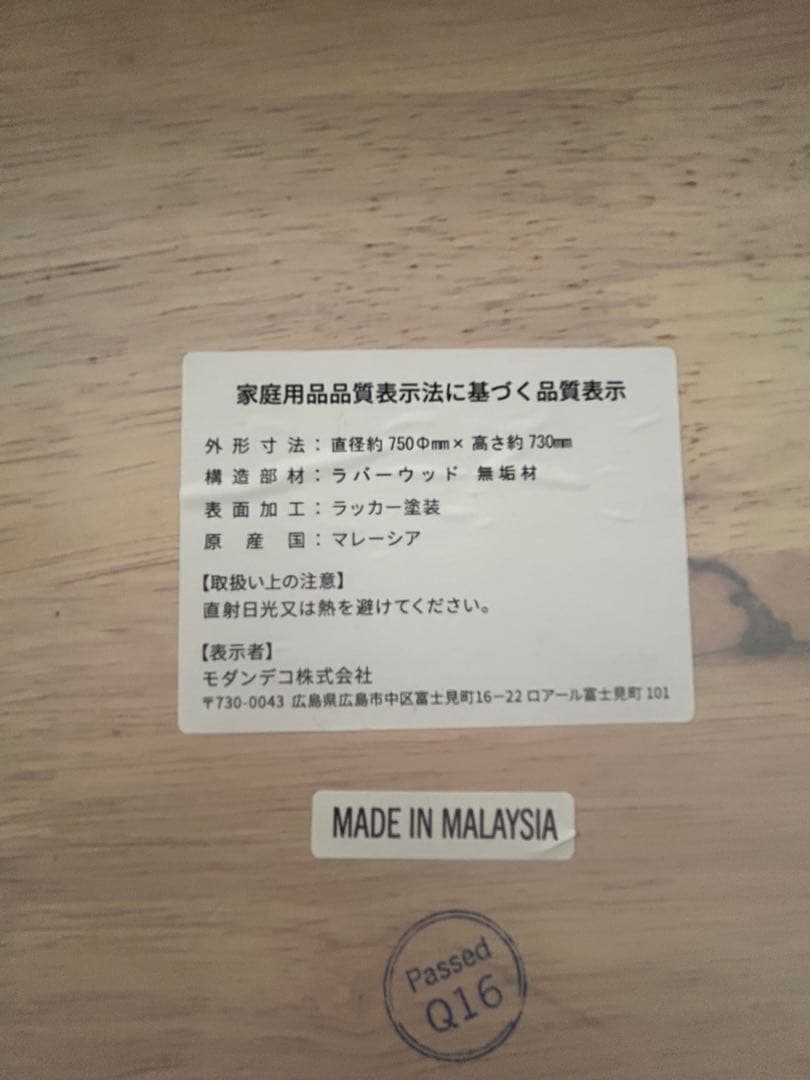 家庭用品品質表示法に基づく品質表示
外形寸法：直径約750Φmm×高さ約730mm
構造部材：ラバーウッド 無垢材
表面加工：ラッカー塗装
原産国：マレーシア
【取扱い上の注意】
直射日光又は熱を避けてください。
【表示者】
モダンデコ株式会社
〒730-0043 広島県広島市中区富士見町16−22 ロアール富士見町 101
MADE IN MALAYSIA
Passed
Q16